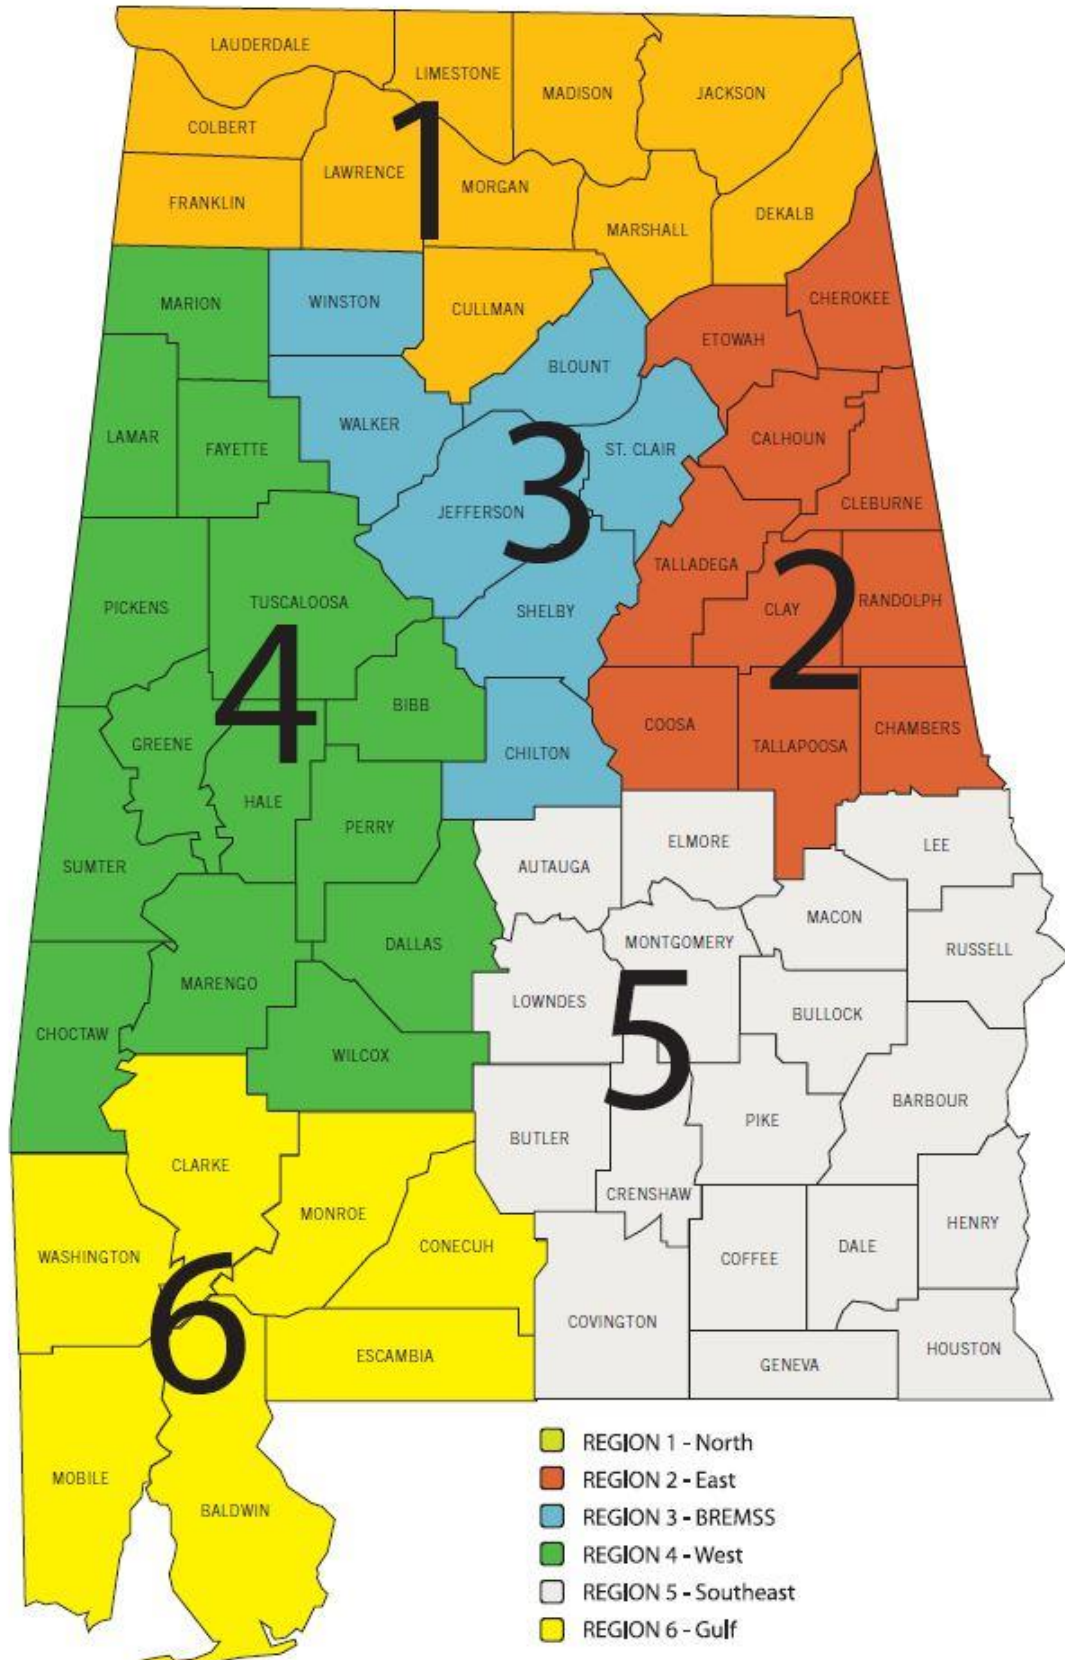 LAUDERDALE
LIMESTONE
MADISON
JACKSON
COLBERT
1
LAWRENCE
MORGAN
FRANKLIN
MARSHALL
DEKALB
MARION
WINSTON
CULLMAN
CHEROKEE
ETOWAH
BLOUNT
LAMAR
FAYETTE
WALKER
ST. CLAIR
CALHOUN
3
JEFFERSON
CLEBURNE
TALLADEGA
2
PICKENS
TUSCALOOSA
SHELBY
CLAY
RANDOLPH
4
BIBB
GREENE
CHILTON
COOSA
TALLAPOOSA
CHAMBERS
HALE
PERRY
SUMTER
AUTAUGA
ELMORE
LEE
MACON
DALLAS
MONTGOMERY
RUSSELL
MARENGO
LOWNDES
5
BULLOCK
CHOCTAW
WILCOX
BARBOUR
BUTLER
PIKE
CLARKE
CRENSHAW
MONROE
HENRY
WASHINGTON
CONECUH
COFFEE
DALE
6
COVINGTON
ESCAMBIA
GENEVA
HOUSTON
MOBILE
BALDWIN
REGION 1 - North
REGION 2 - East
REGION 3 - BREMSS
REGION 4 - West
REGION 5 - Southeast
REGION 6 - Gulf